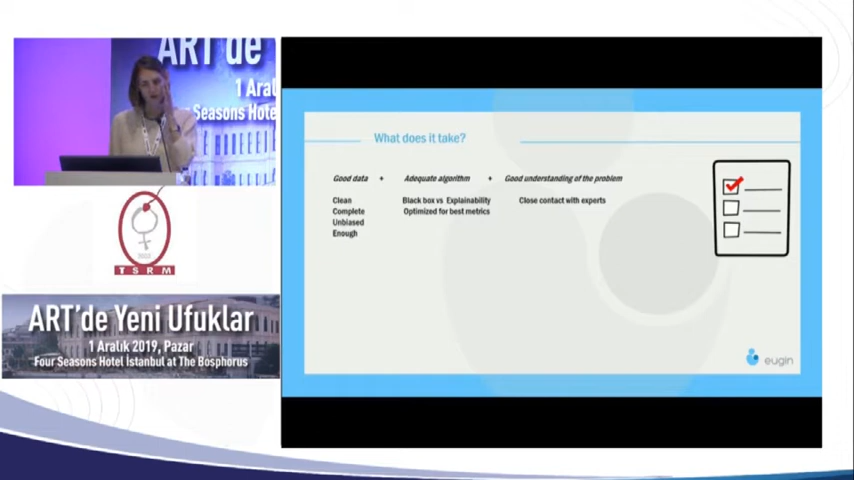 ART'de
1 Aral
Seasons Hotel
TSRM
ART'de Yeni Ufuklar
1 Aralık 2019, Pazar
Four Seasons Hotel İstanbul at The Bosphorus
What does it take?
Good data + Adequate algorithm + Good understanding of the problem
Clean Black box vs Explainability Close contact with experts
Complete Optimized for best metrics
Unbiased
Enough
eugin